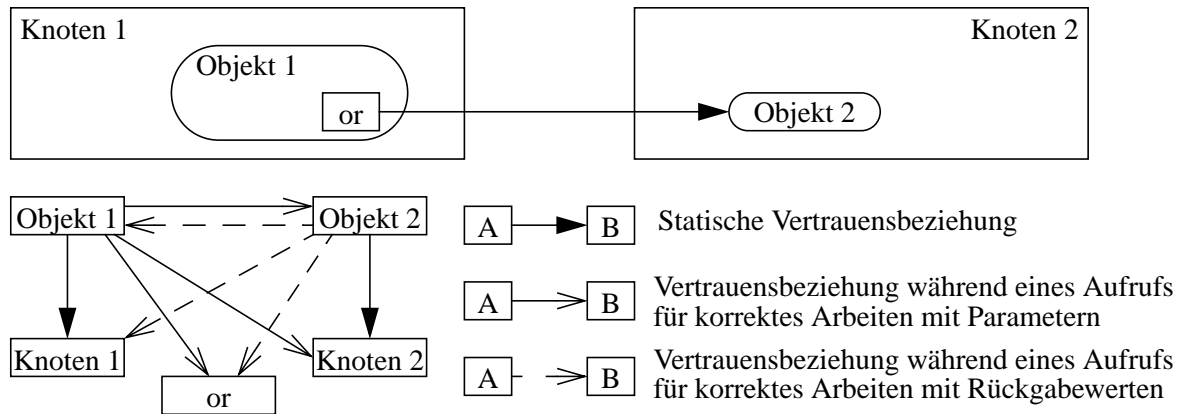 Knoten 1
Knoten 2
Objekt 1
or
Objekt 2
Objekt 1
Objekt 2
Knoten 1
Knoten 2
or
A B Statische Vertrauensbeziehung
A B Vertrauensbeziehung während eines Aufrufs
für korrektes Arbeiten mit Parametern
A B Vertrauensbeziehung während eines Aufrufs
für korrektes Arbeiten mit Rückgabewerten